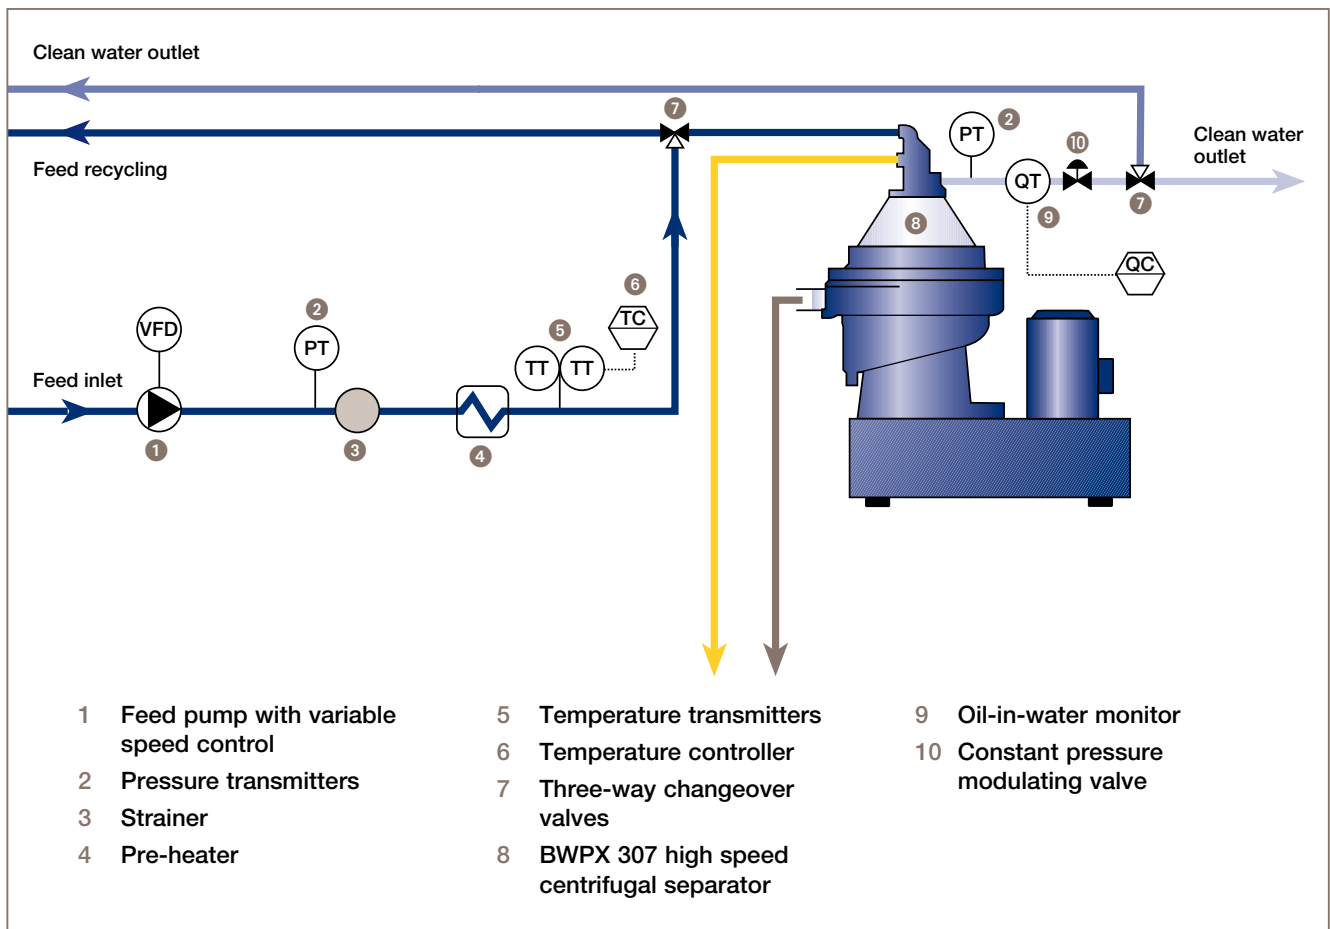 Clean water outlet
Feed recycling
7
2
PT
10
Clean water
outlet
QT
9
7
8
QC
6
TC
5
TT
TT
2
PT
VFD
Feed inlet
1
3
4
1 Feed pump with variable
speed control
2 Pressure transmitters
3 Strainer
4 Pre-heater
5 Temperature transmitters
6 Temperature controller
7 Three-way changeover
valves
8 BWPX 307 high speed
centrifugal separator
9 Oil-in-water monitor
10 Constant pressure
modulating valve